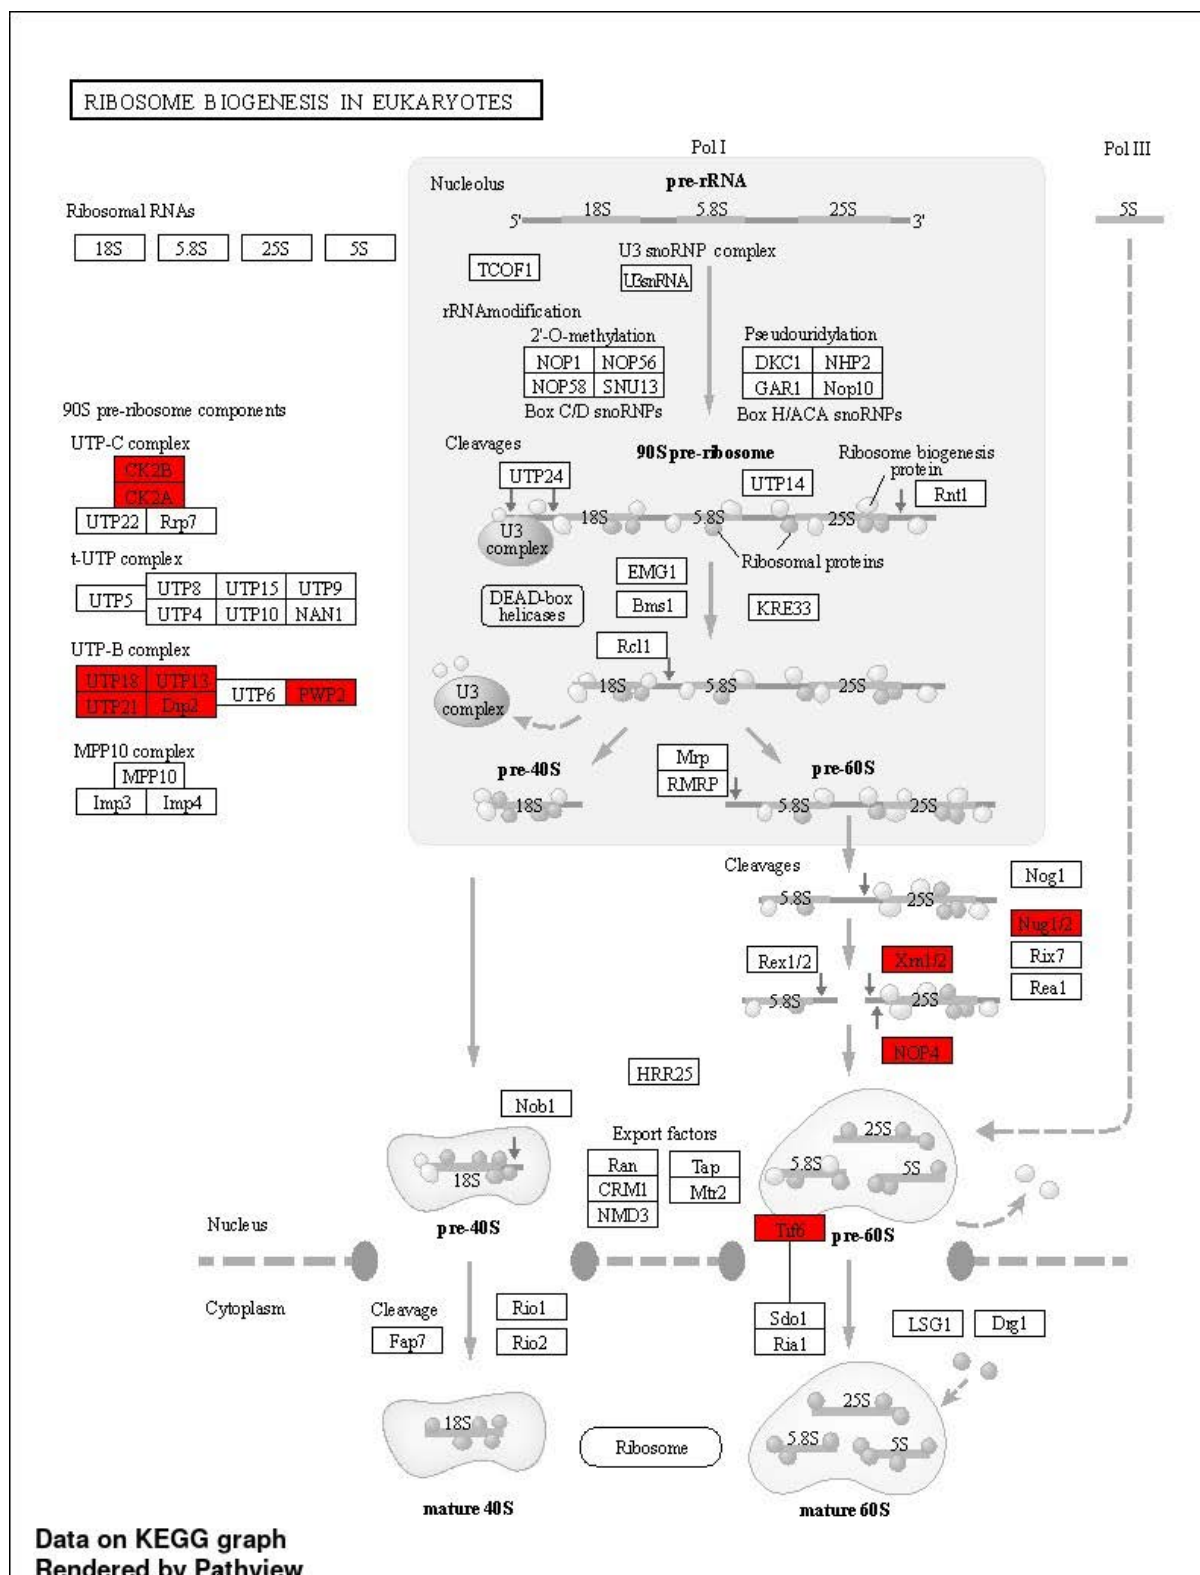 RIBOSOME BIOGENESIS IN EUKARYOTES
Pol I
Pol III
Nucleolus
pre-rRNA
Ribosomal RNAs
18S 5.8S 25S 5S
5' 18S 5.8S 25S 3'
5S
TCOF1
U3 snoRNP complex
U3snRNA
rRNAmodification
2'-O-methylation
NOP1 NOP56
NOP58 SNU13
Box C/D snoRNPs
Pseudouridylation
DKC1 NHP2
GAR1 Nop10
Box H/ACA snoRNPs
90S pre-ribosome components
UTP-C complex
CK2B
CK2A
UTP22 Rrp7
t-UTP complex
UTP5
UTP8 UTP15 UTP9
UTP4 UTP10 NAN1
UTP-B complex
UTP18 UTP13
UTP21 Dip2
UTP6 PWP2
MPP10 complex
MPP10
Imp3 Imp4
Cleavages
90S pre-ribosome
Ribosome biogenesis
protein
UTP24
UTP14
Rnt1
18S 5.8S 25S
U3
complex
Ribosomal proteins
EMG1
Bms1
KRE33
DEAD-box
helicases
Rcl1
18S 5.8S 25S
U3
complex
pre-40S
Mrp
RMRP
pre-60S
18S
5.8S 25S
Cleavages
5.8S 25S
Nog1
Nug1/2
Rix7
Rea1
Rex1/2
Xrn1/2
5.8S 25S
NOP4
HRR25
Nob1
18S
pre-40S
Export factors
Ran
CRM1
NMD3
Tap
Mtr2
25S
5.8S 5S
Tif6
pre-60S
Nucleus
Cytoplasm
Cleavage
Fap7
Rio1
Rio2
Sdo1
Ria1
LSG1
Drg1
18S
mature 40S
Ribosome
25S
5.8S 5S
mature 60S
Data on KEGG graph
Rendered by Pathview